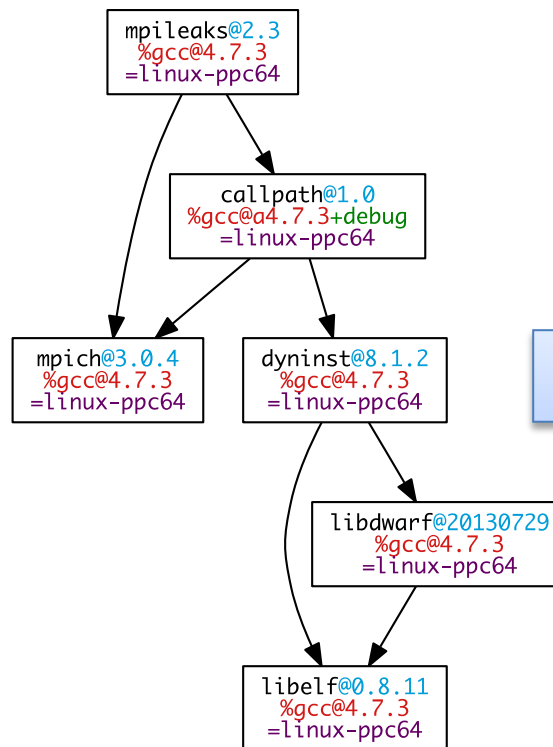 mpileaks@2.3
%gcc@4.7.3
=linux-ppc64
callpath@1.0
%gcc@a4.7.3+debug
=linux-ppc64
mpich@3.0.4
%gcc@4.7.3
=linux-ppc64
dyninst@8.1.2
%gcc@4.7.3
=linux-ppc64
libdwarf@20130729
%gcc@4.7.3
=linux-ppc64
libelf@0.8.11
%gcc@4.7.3
=linux-ppc64